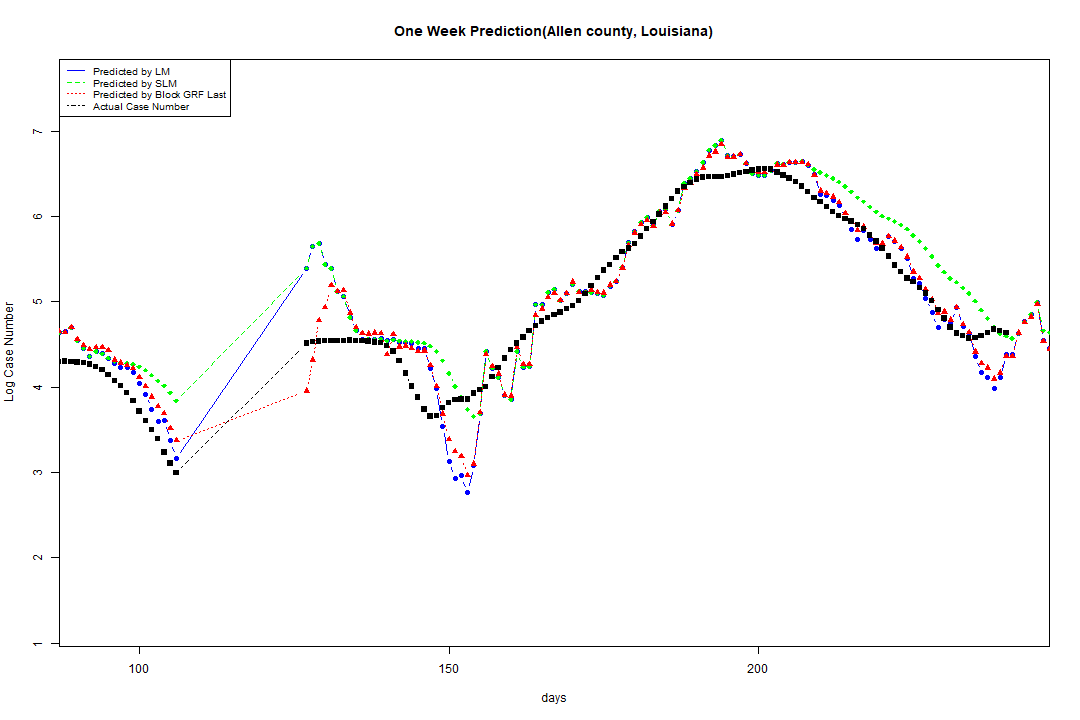 One Week Prediction(Allen county, Louisiana)
Predicted by LM
Predicted by SLM
Predicted by Block GRF Last
Actual Case Number
7
6
5
4
3
2
1
Log Case Number
100 150 200
days